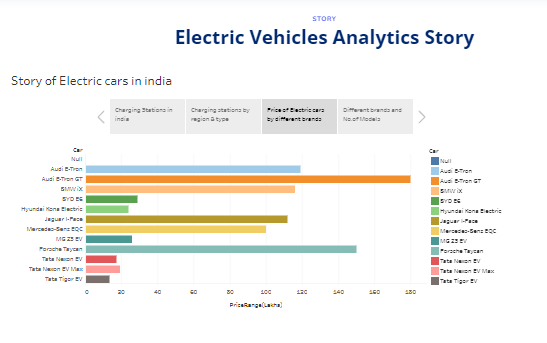 STORY
Electric Vehicles Analytics Story
Story of Electric cars in india
Charging Stations in
india
Charging stations by
region & type
Price of Electric cars
by different brands
Different brands and
No.of Models
Car
Null
Audi E-Tron
Audi E-Tron GT
BMW iX
BYD E6
Hyundai Kona Electric
Jaguar I-Pace
Mercedes-Benz EQC
MG ZS EV
Porsche Taycan
Tata Nexon EV
Tata Nexon EV Max
Tata Tigor EV
0 20 40 60 80 100 120 140 160 180
PriceRange(Lakhs)
Car
Null
Audi E-Tron
Audi E-Tron GT
BMW iX
BYD E6
Hyundai Kona Electric
Jaguar I-Pace
Mercedes-Benz EQC
MG ZS EV
Porsche Taycan
Tata Nexon EV
Tata Nexon EV Max
Tata Tigor EV